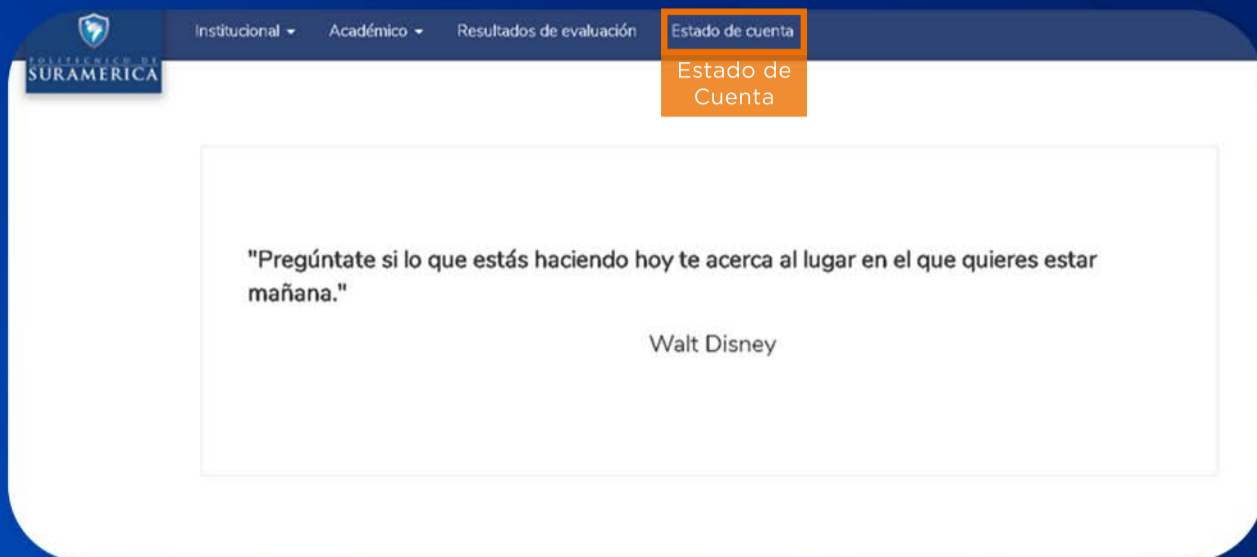 Institucional Académico Resultados de evaluación Estado de cuenta
POLITÉCNICO DE
SURAMERICA
Estado de
Cuenta
"Pregúntate si lo que estás haciendo hoy te acerca al lugar en el que quieres estar
mañana."
Walt Disney